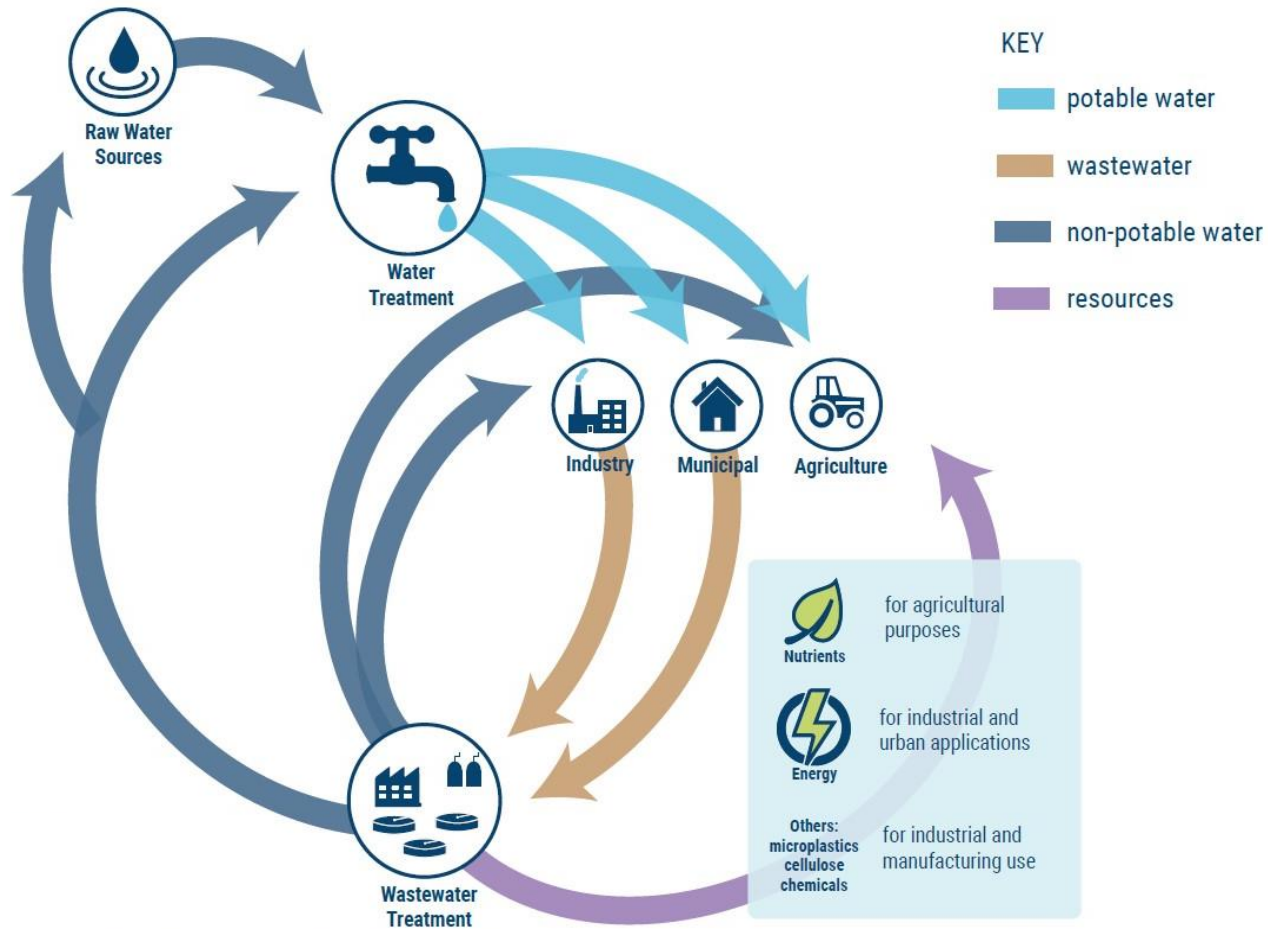 Raw Water
Sources
Water
Treatment
KEY
potable water
wastewater
non-potable water
resources
Industry
Municipal
Agriculture
Nutrients
for agricultural
purposes
Energy
for industrial and
urban applications
Others:
microplastics
cellulose
chemicals
for industrial and
manufacturing use
Wastewater
Treatment